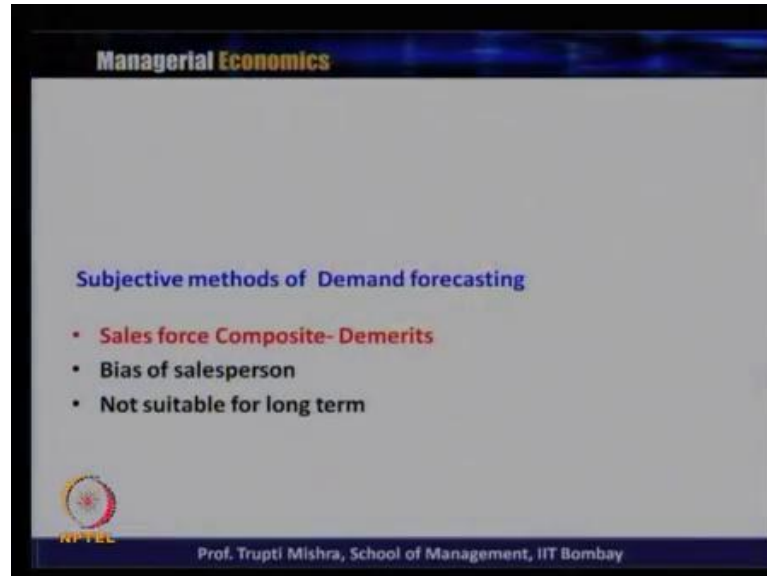 Managerial Economics
Subjective methods of Demand forecasting
• Sales force Composite- Demerits
• Bias of salesperson
• Not suitable for long term
NPTEL
Prof. Trupti Mishra, School of Management, IIT Bombay